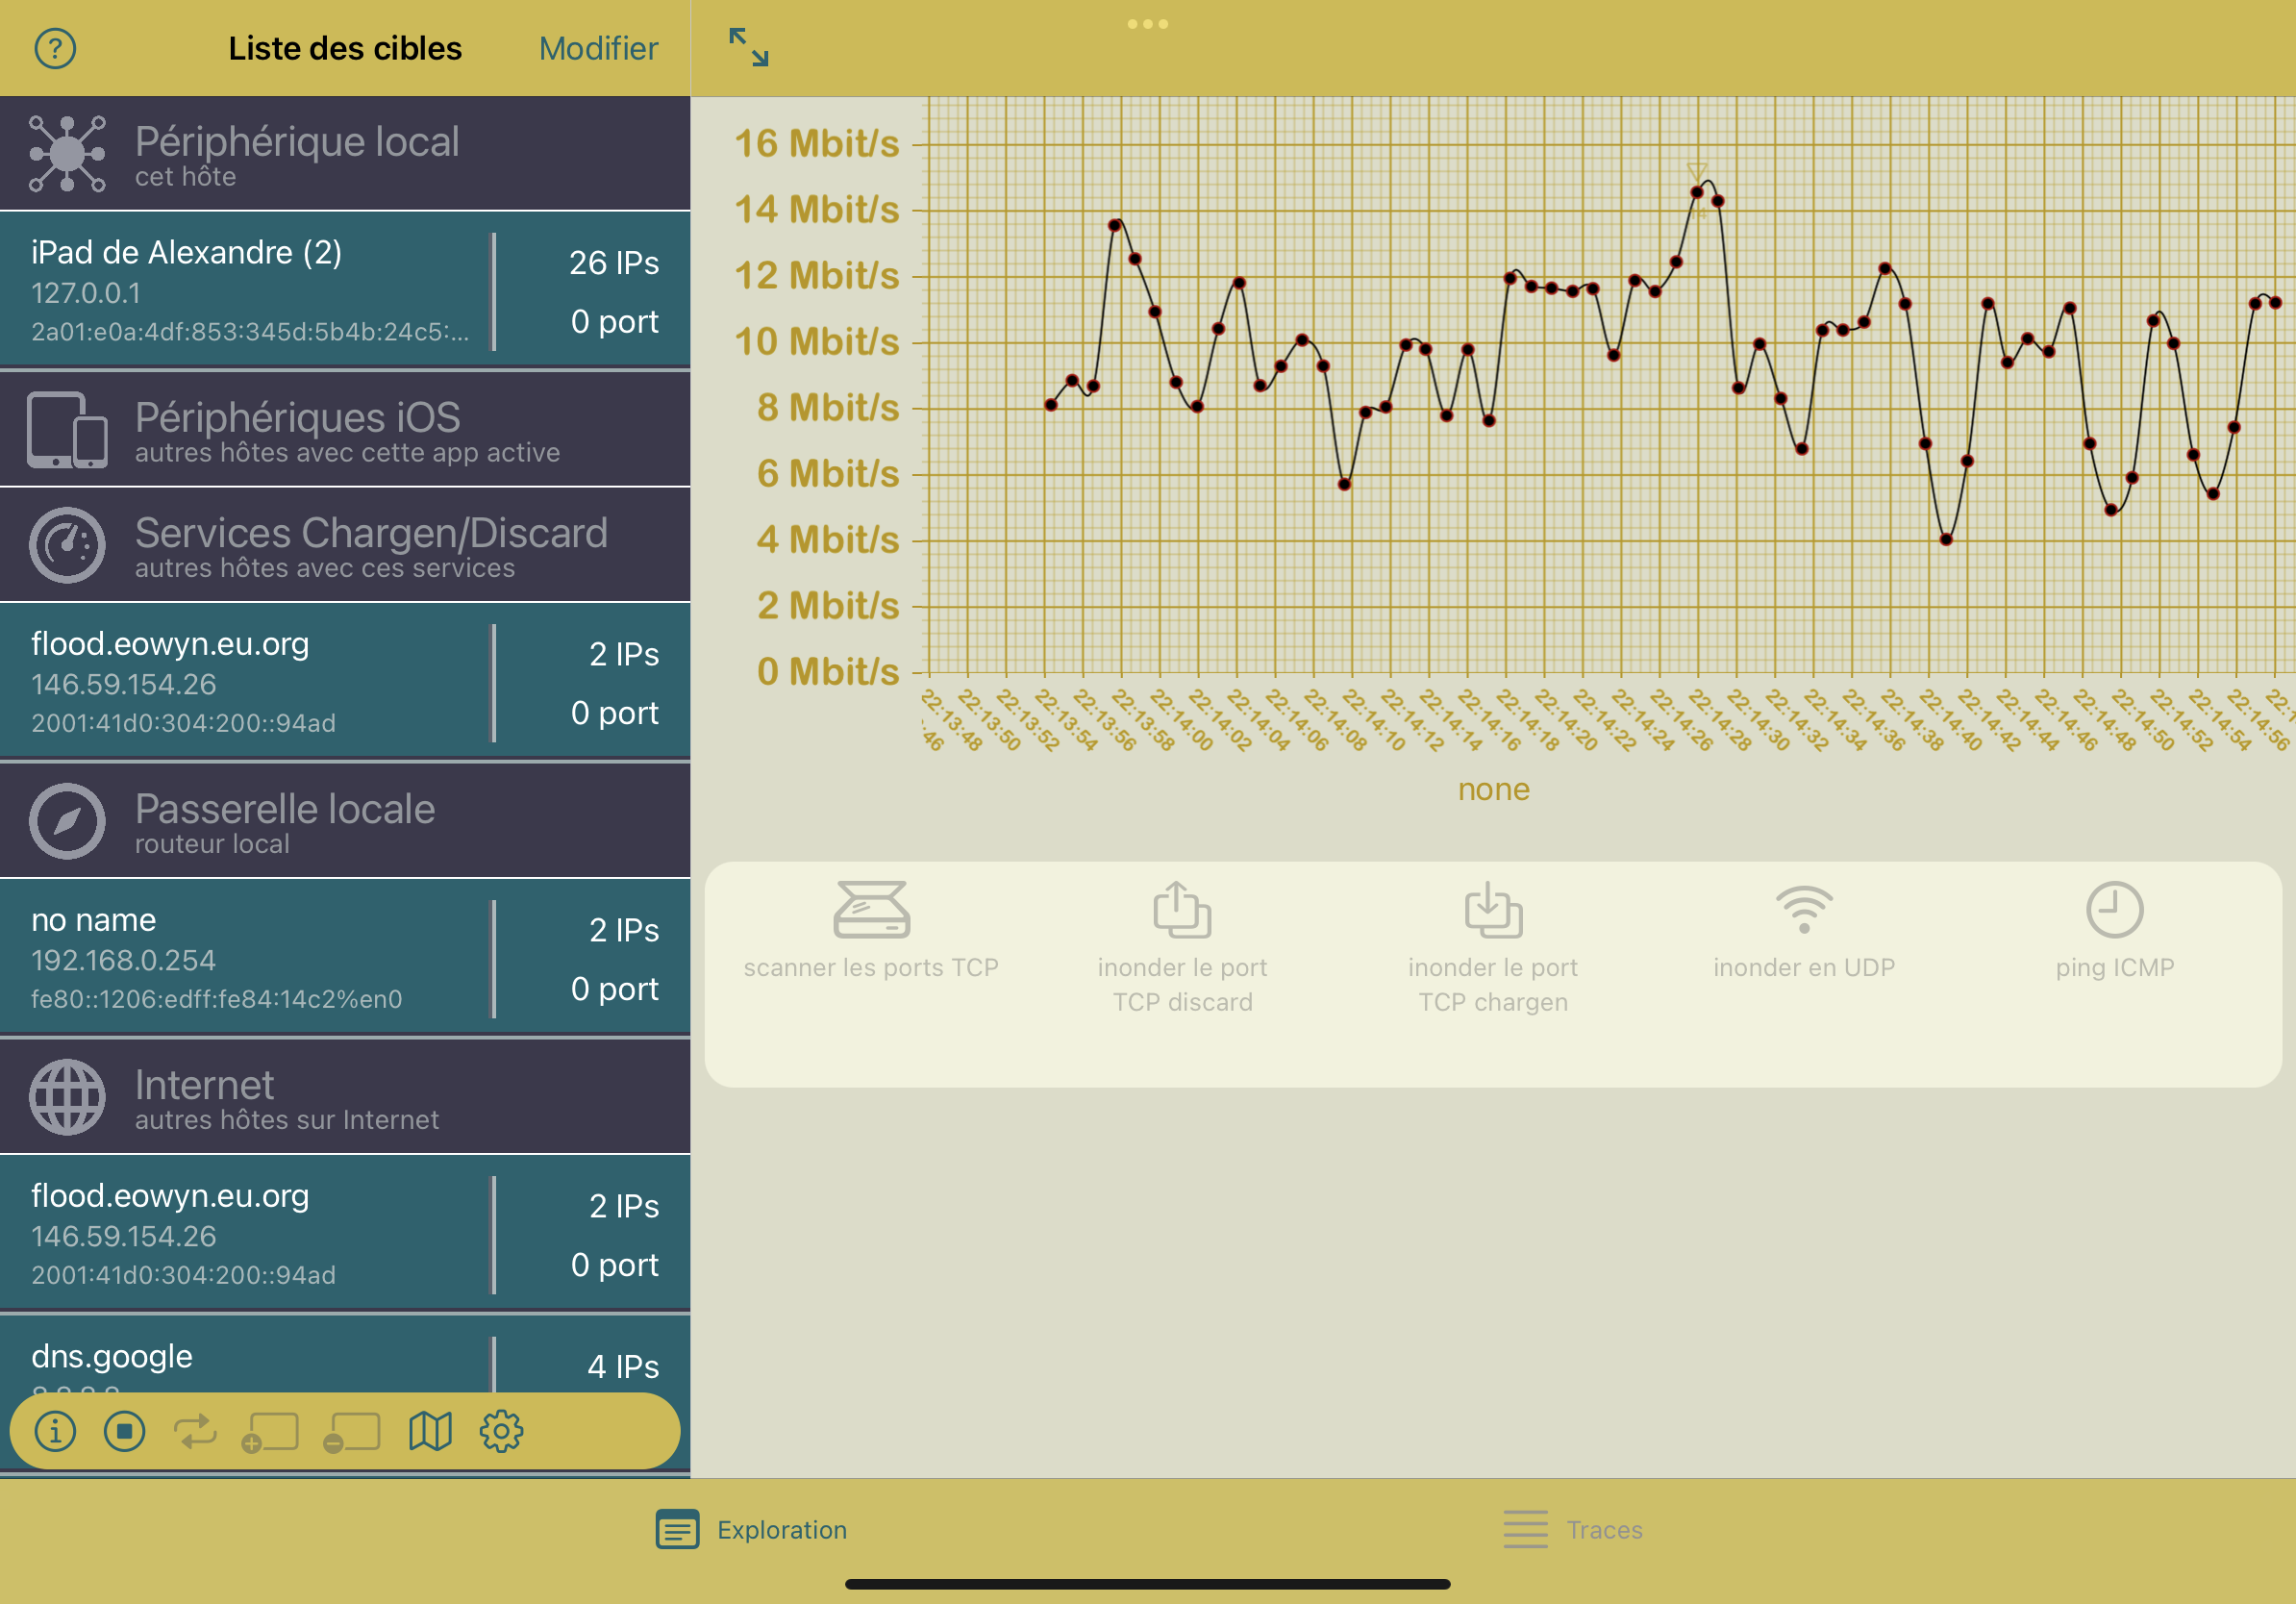 Liste des cibles
Modifier
Périphérique local
cet hôte
iPad de Alexandre (2)
127.0.0.1
2a01:e0a:4df:853:345d:5b4b:24c5:...
26 IPs
0 port
Périphériques iOS
autres hôtes avec cette app active
Services Chargen/Discard
autres hôtes avec ces services
flood.eowyn.eu.org
146.59.154.26
2001:41d0:304:200::94ad
2 IPs
0 port
Passerelle locale
routeur local
no name
192.168.0.254
fe80::1206:edff:fe84:14c2%en0
2 IPs
0 port
Internet
autres hôtes sur Internet
flood.eowyn.eu.org
146.59.154.26
2001:41d0:304:200::94ad
2 IPs
0 port
dns.google
4 IPs
16 Mbit/s
14 Mbit/s
12 Mbit/s
10 Mbit/s
8 Mbit/s
6 Mbit/s
4 Mbit/s
2 Mbit/s
0 Mbit/s
22:13:46
22:13:48
22:13:50
22:13:52
22:13:54
22:13:56
22:13:58
22:14:00
22:14:02
22:14:04
22:14:06
22:14:08
22:14:10
22:14:12
22:14:14
22:14:16
22:14:18
22:14:20
22:14:22
22:14:24
22:14:26
22:14:28
22:14:30
22:14:32
22:14:34
22:14:36
22:14:38
22:14:40
22:14:42
22:14:44
22:14:46
22:14:48
22:14:50
22:14:52
22:14:54
22:14:56
none
scanner les ports TCP
inonder le port
TCP discard
inonder le port
TCP chargen
inonder en UDP
ping ICMP
Exploration
Traces